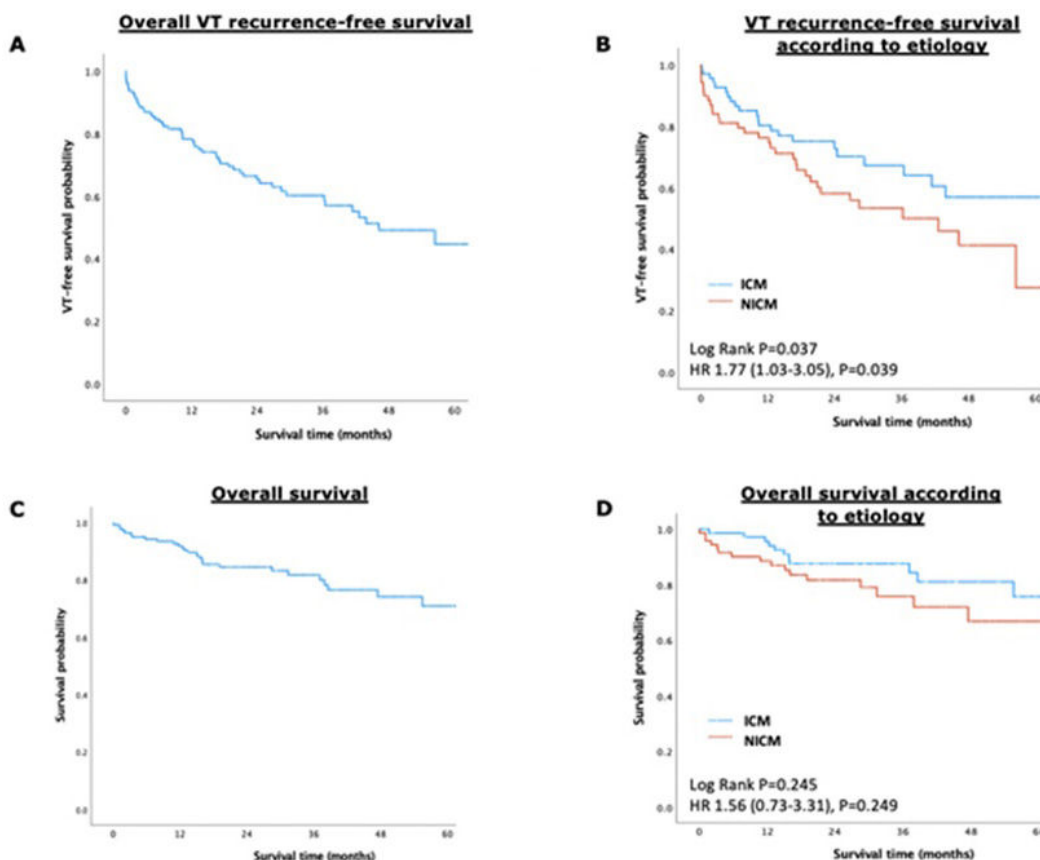 A
Overall VT recurrence-free survival
VT-free survival probability
1.0
0.8
0.6
0.4
0.2
0.0
0 12 24 36 48 60
Survival time (months)
B
VT recurrence-free survival
according to etiology
VT-free survival probability
1.0
0.8
0.6
0.4
0.2
0.0
ICM
NICM
Log Rank P=0.037
HR 1.77 (1.03-3.05), P=0.039
0 12 24 36 48 60
Survival time (months)
C
Overall survival
Survival probability
1.0
0.8
0.6
0.4
0.2
0.0
0 12 24 36 48 60
Survival time (months)
D
Overall survival according
to etiology
Survival probability
1.0
0.8
0.6
0.4
0.2
0.0
ICM
NICM
Log Rank P=0.245
HR 1.56 (0.73-3.31), P=0.249
0 12 24 36 48 60
Survival time (months)